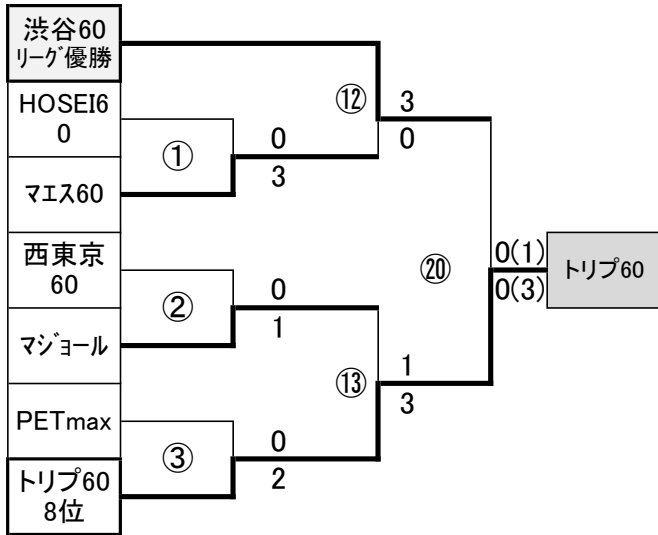 渋谷60
ﾘｰｸﾞ優勝
⑫
3
0
HOSEI6
0
①
0
3
ﾏｴｽ60
西東京
60
②
0
1
⑳
0(1)
0(3)
トリプ60
ﾏｼﾞｮｰﾙ
⑬
1
3
PETmax
③
0
2
トリプ60
8位